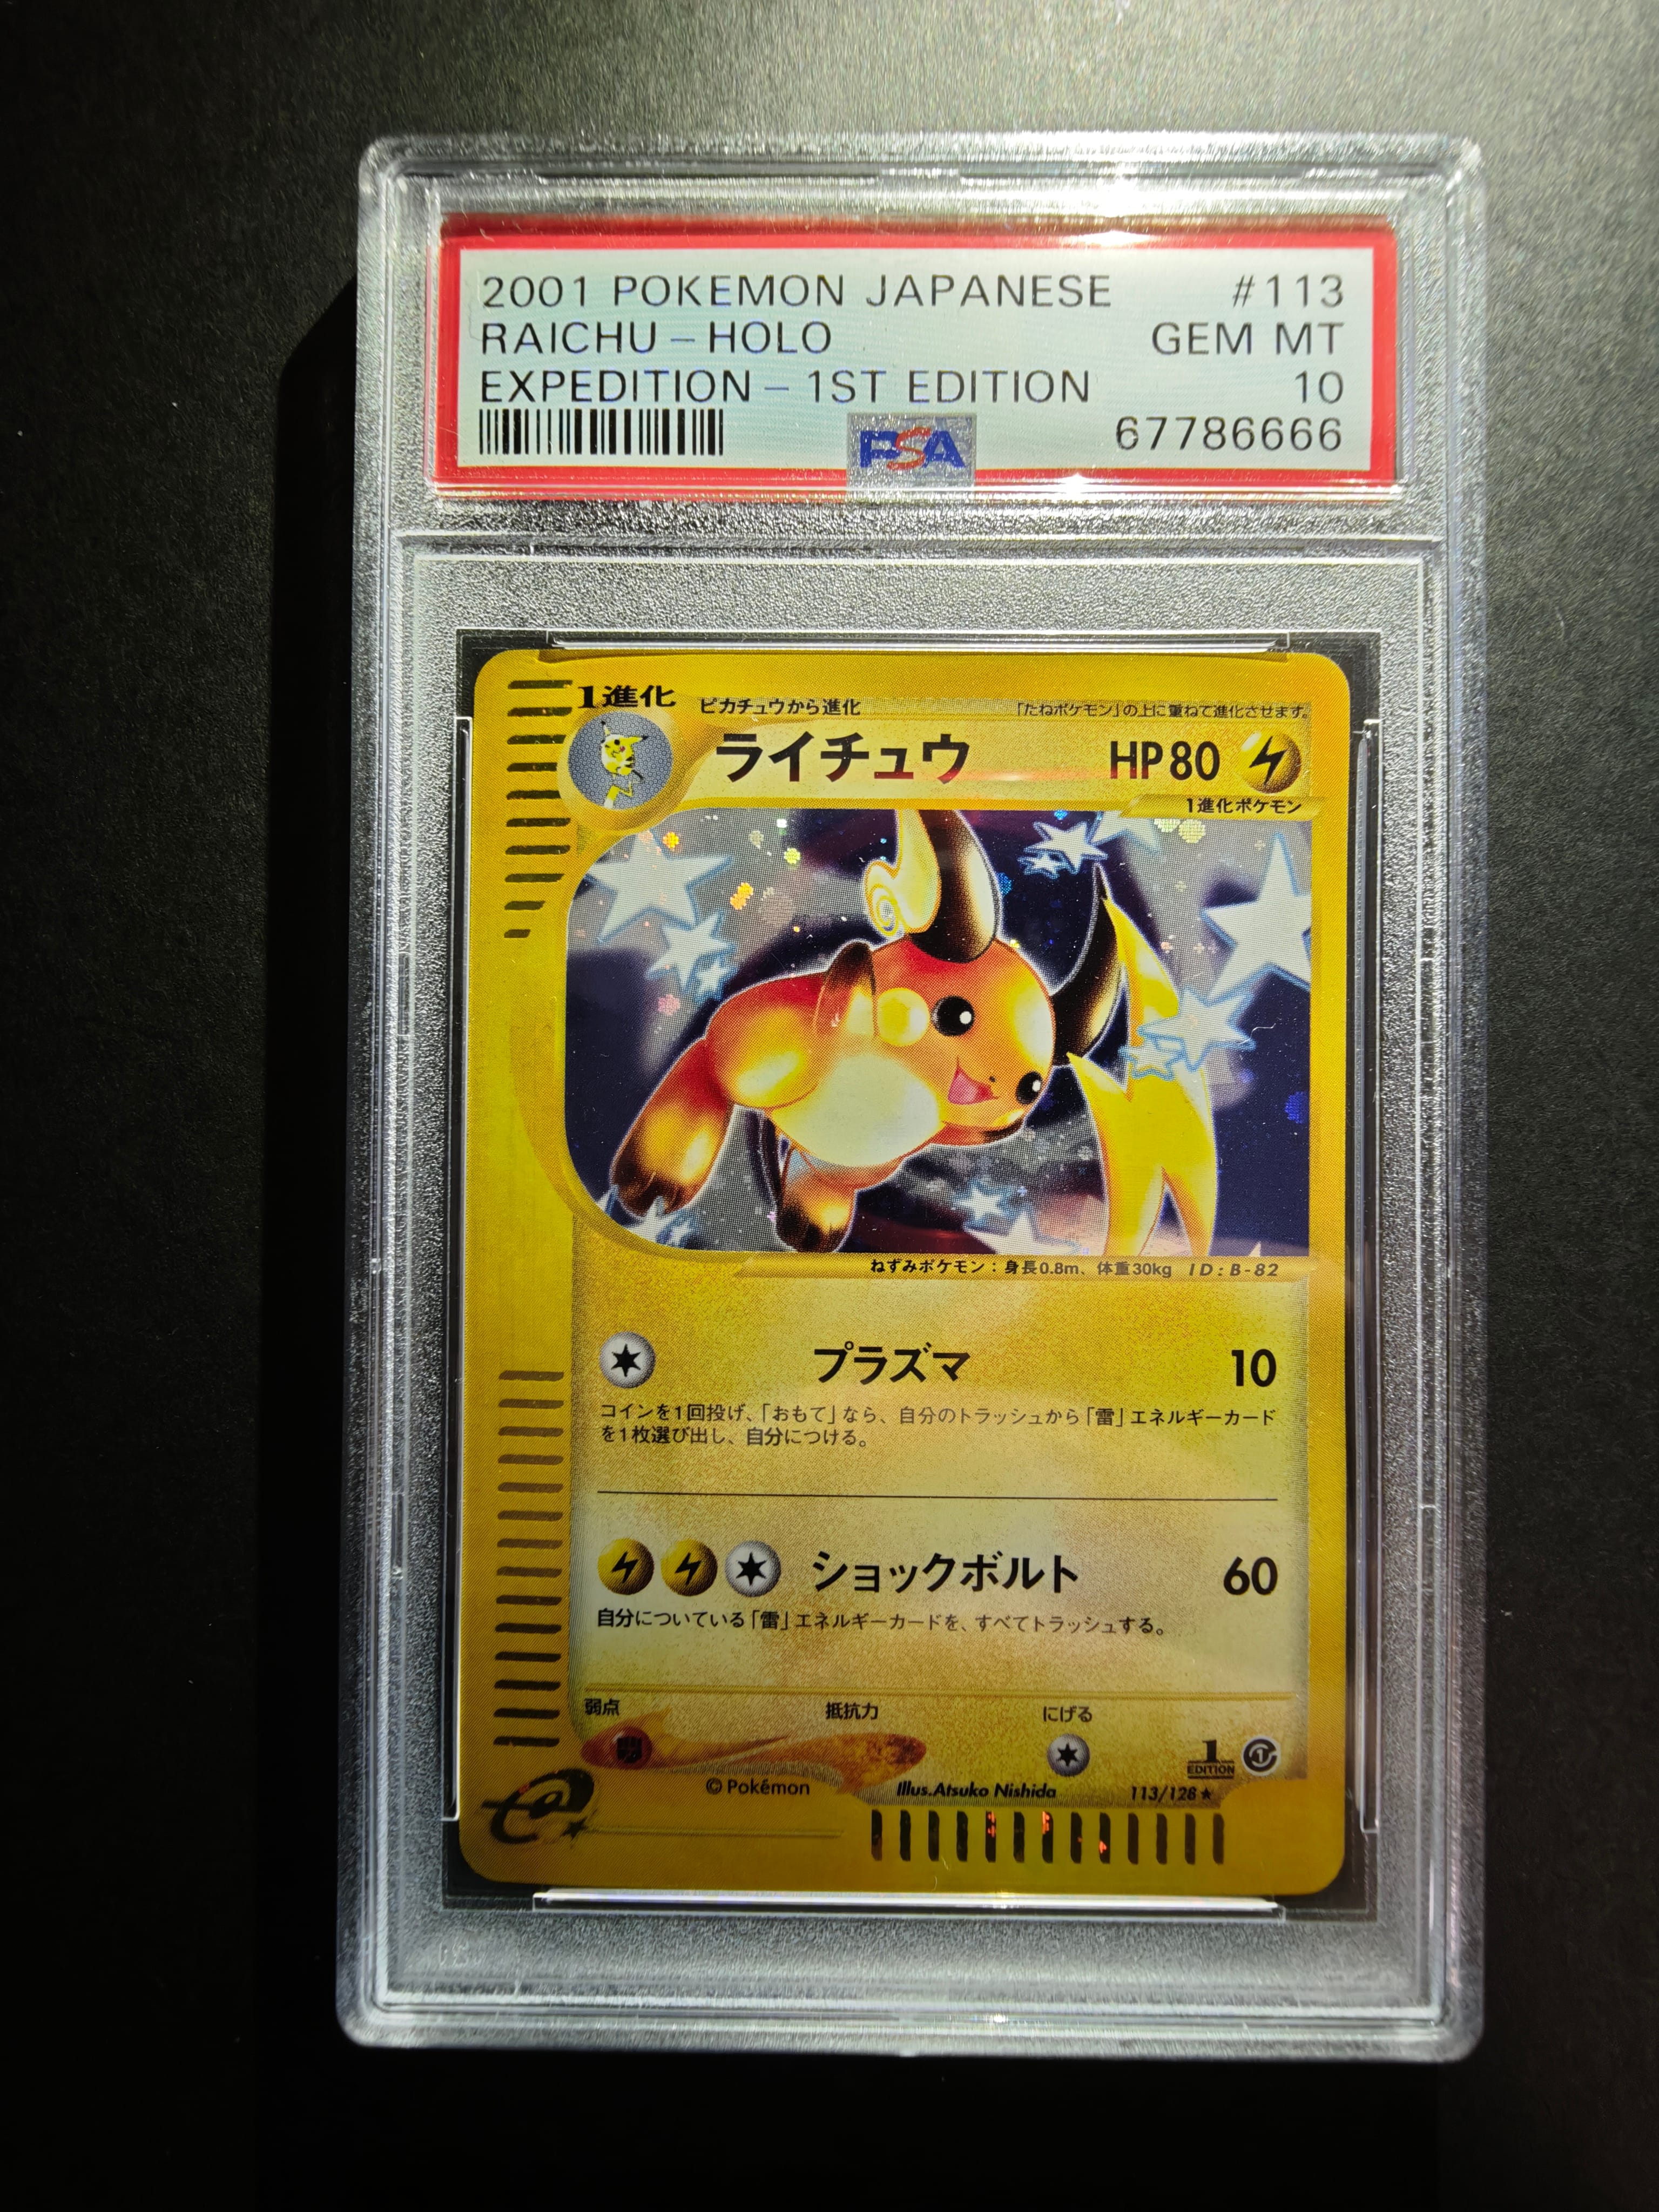 2001 POKEMON JAPANESE #113
RAICHU - HOLO GEM MT
EXPEDITION - 1ST EDITION 10
PSA 67786666
1進化 ピカチュウから進化 「たねポケモン」の上に重ねて進化させます。
ライチュウ HP80
1進化ポケモン
ねずみポケモン：身長0.8m、体重30kg ID:B-82
プラズマ 10
コインを1回投げ、「おもて」なら、自分のトラッシュから「雷」エネルギーカード
を1枚選び出し、自分につける。
ショックボルト 60
自分についている「雷」エネルギーカードを、すべてトラッシュする。
弱点 抵抗力 にげる
闘
1 EDITION
© Pokémon Illus.Atsuko Nishida 113/128★
e